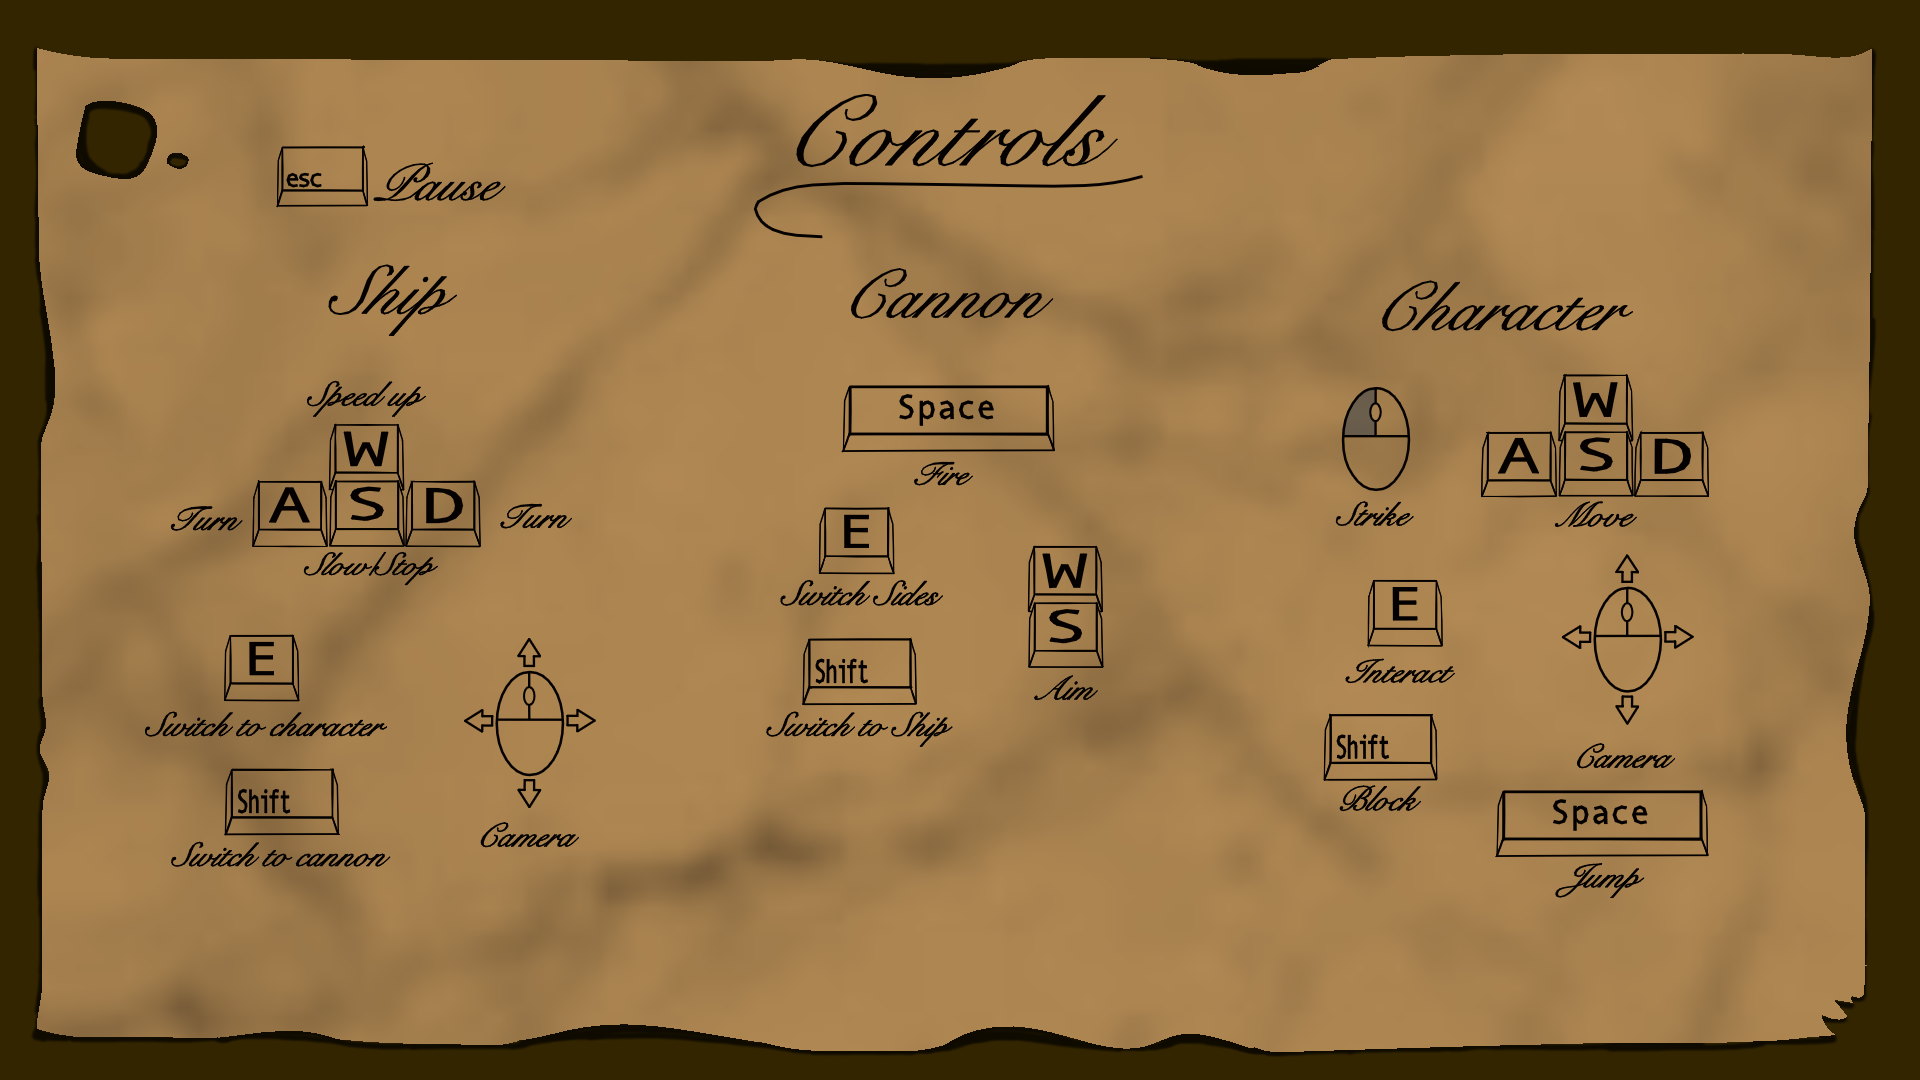 Controls
esc Pause
Ship
Speed up
W
Turn A S D Turn
Slow/Stop
E
Switch to character
Shift
Switch to cannon
Camera
Cannon
Space
Fire
E
Switch Sides
Shift
Switch to Ship
W
S
Aim
Character
Strike
W
A S D
Move
E
Interact
Shift
Block
Camera
Space
Jump